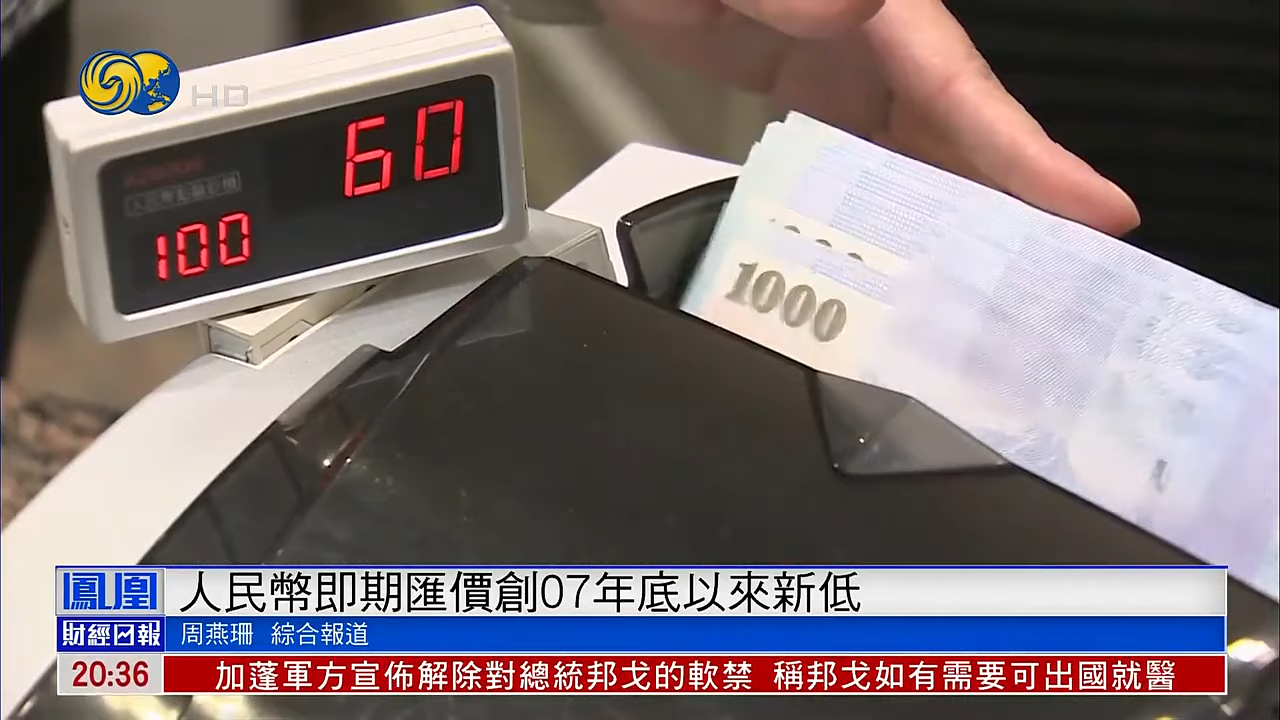 HD
60
100
1000
鳳凰
人民幣即期匯價創07年底以來新低
財經日報
周燕珊 綜合報道
20:36
加蓬軍方宣佈解除對總統邦戈的軟禁 稱邦戈如有需要可出國就醫